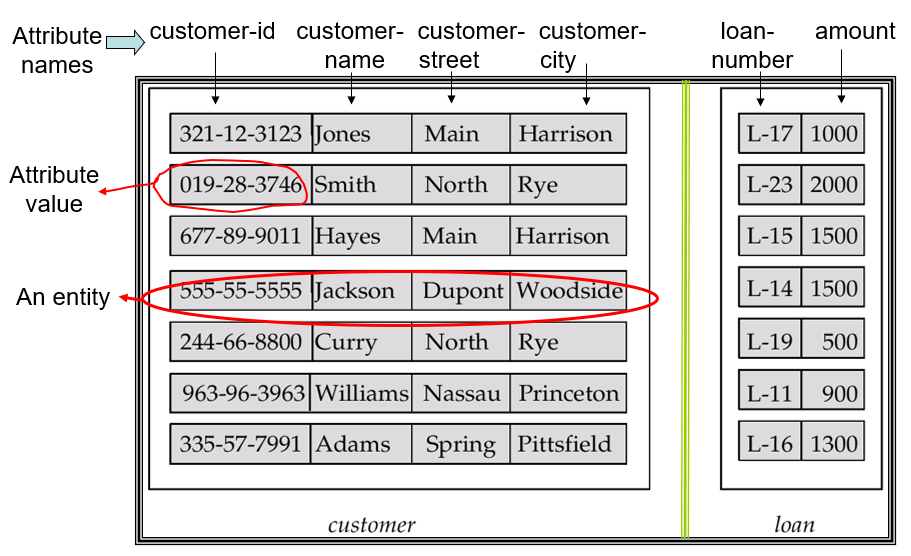 Attribute names
customer-id
customer-name
customer-street
customer-city
loan-number
amount
321-12-3123 Jones Main Harrison L-17 1000
Attribute value
019-28-3746 Smith North Rye L-23 2000
677-89-9011 Hayes Main Harrison L-15 1500
An entity
555-55-5555 Jackson Dupont Woodside L-14 1500
244-66-8800 Curry North Rye L-19 500
963-96-3963 Williams Nassau Princeton L-11 900
335-57-7991 Adams Spring Pittsfield L-16 1300
customer
loan